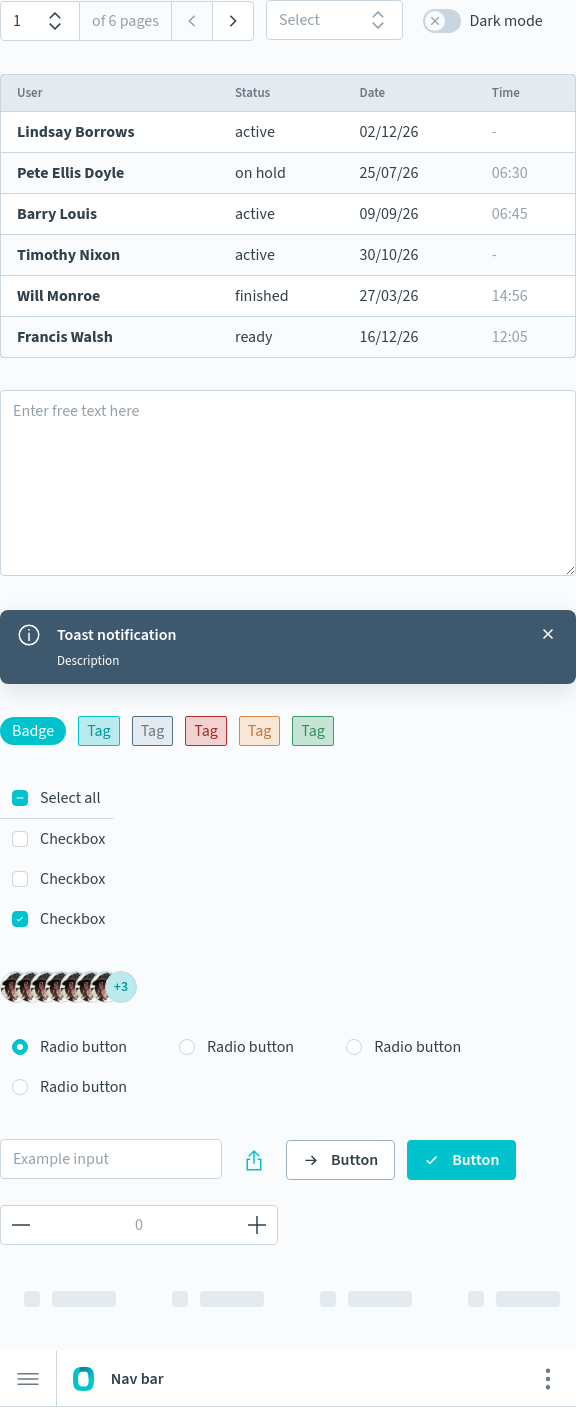 1 of 6 pages Select Dark mode
User Status Date Time
Lindsay Borrows active 02/12/26 -
Pete Ellis Doyle on hold 25/07/26 06:30
Barry Louis active 09/09/26 06:45
Timothy Nixon active 30/10/26 -
Will Monroe finished 27/03/26 14:56
Francis Walsh ready 16/12/26 12:05
Enter free text here
Toast notification
Description
Badge Tag Tag Tag Tag Tag
Select all
Checkbox
Checkbox
Checkbox
+3
Radio button Radio button Radio button
Radio button
Example input Button Button
0
Nav bar